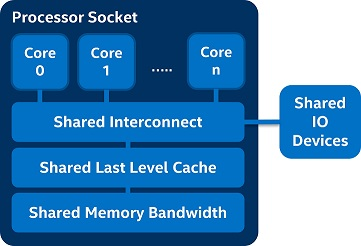 Processor Socket
Core
0
Core
1
.....
Core
n
Shared Interconnect
Shared
IO
Devices
Shared Last Level Cache
Shared Memory Bandwidth